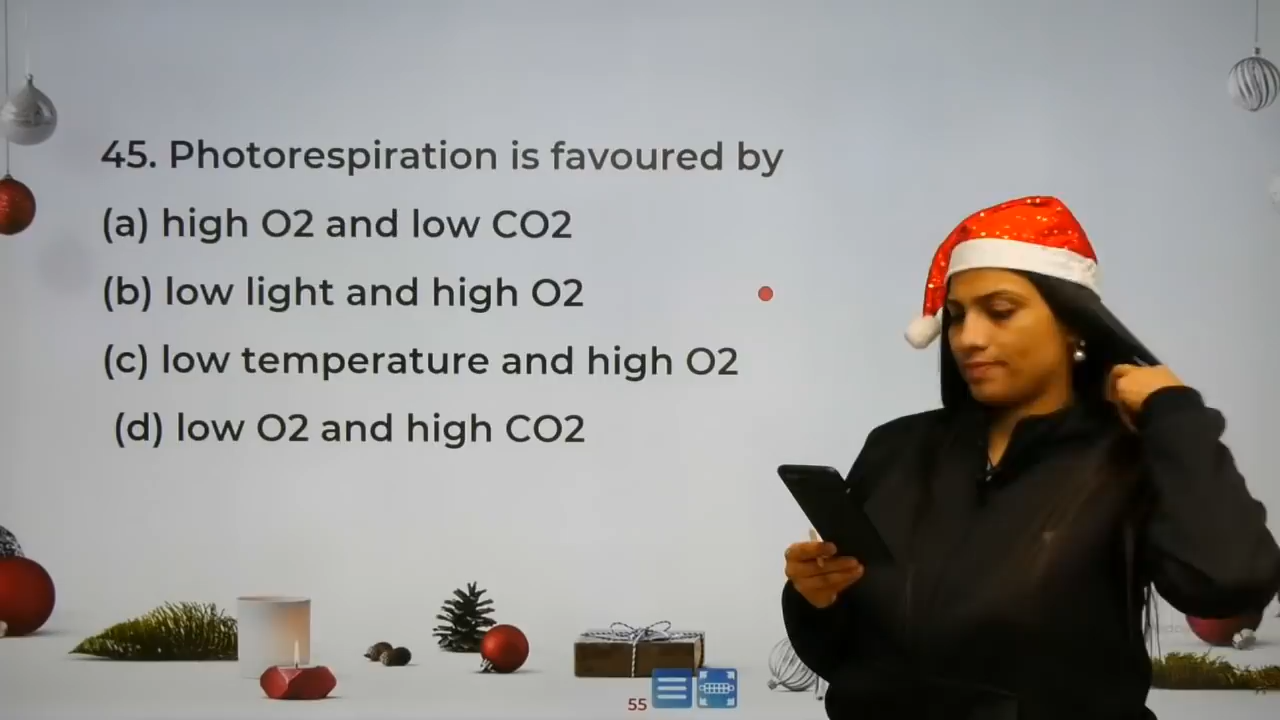 45. Photorespiration is favoured by
(a) high O2 and low CO2
(b) low light and high O2
(c) low temperature and high O2
(d) low O2 and high CO2
55